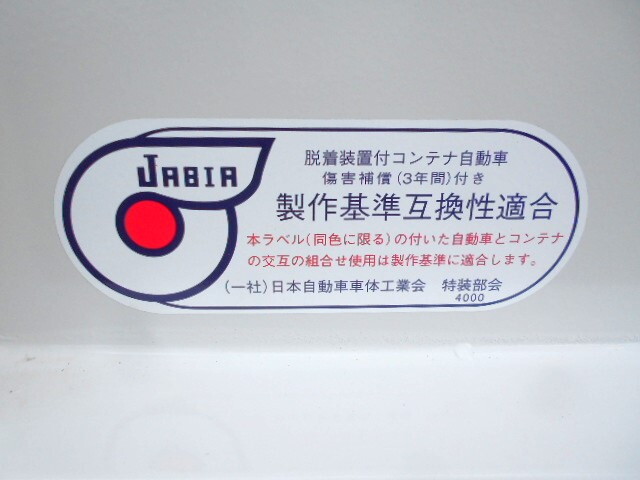 JABIA
脱着装置付コンテナ自動車
傷害補償(3年間)付き
製作基準互換性適合
本ラベル(同色に限る)の付いた自動車とコンテナ
の交互の組合せ使用は製作基準に適合します。
(一社)日本自動車車体工業会 特装部会
4000